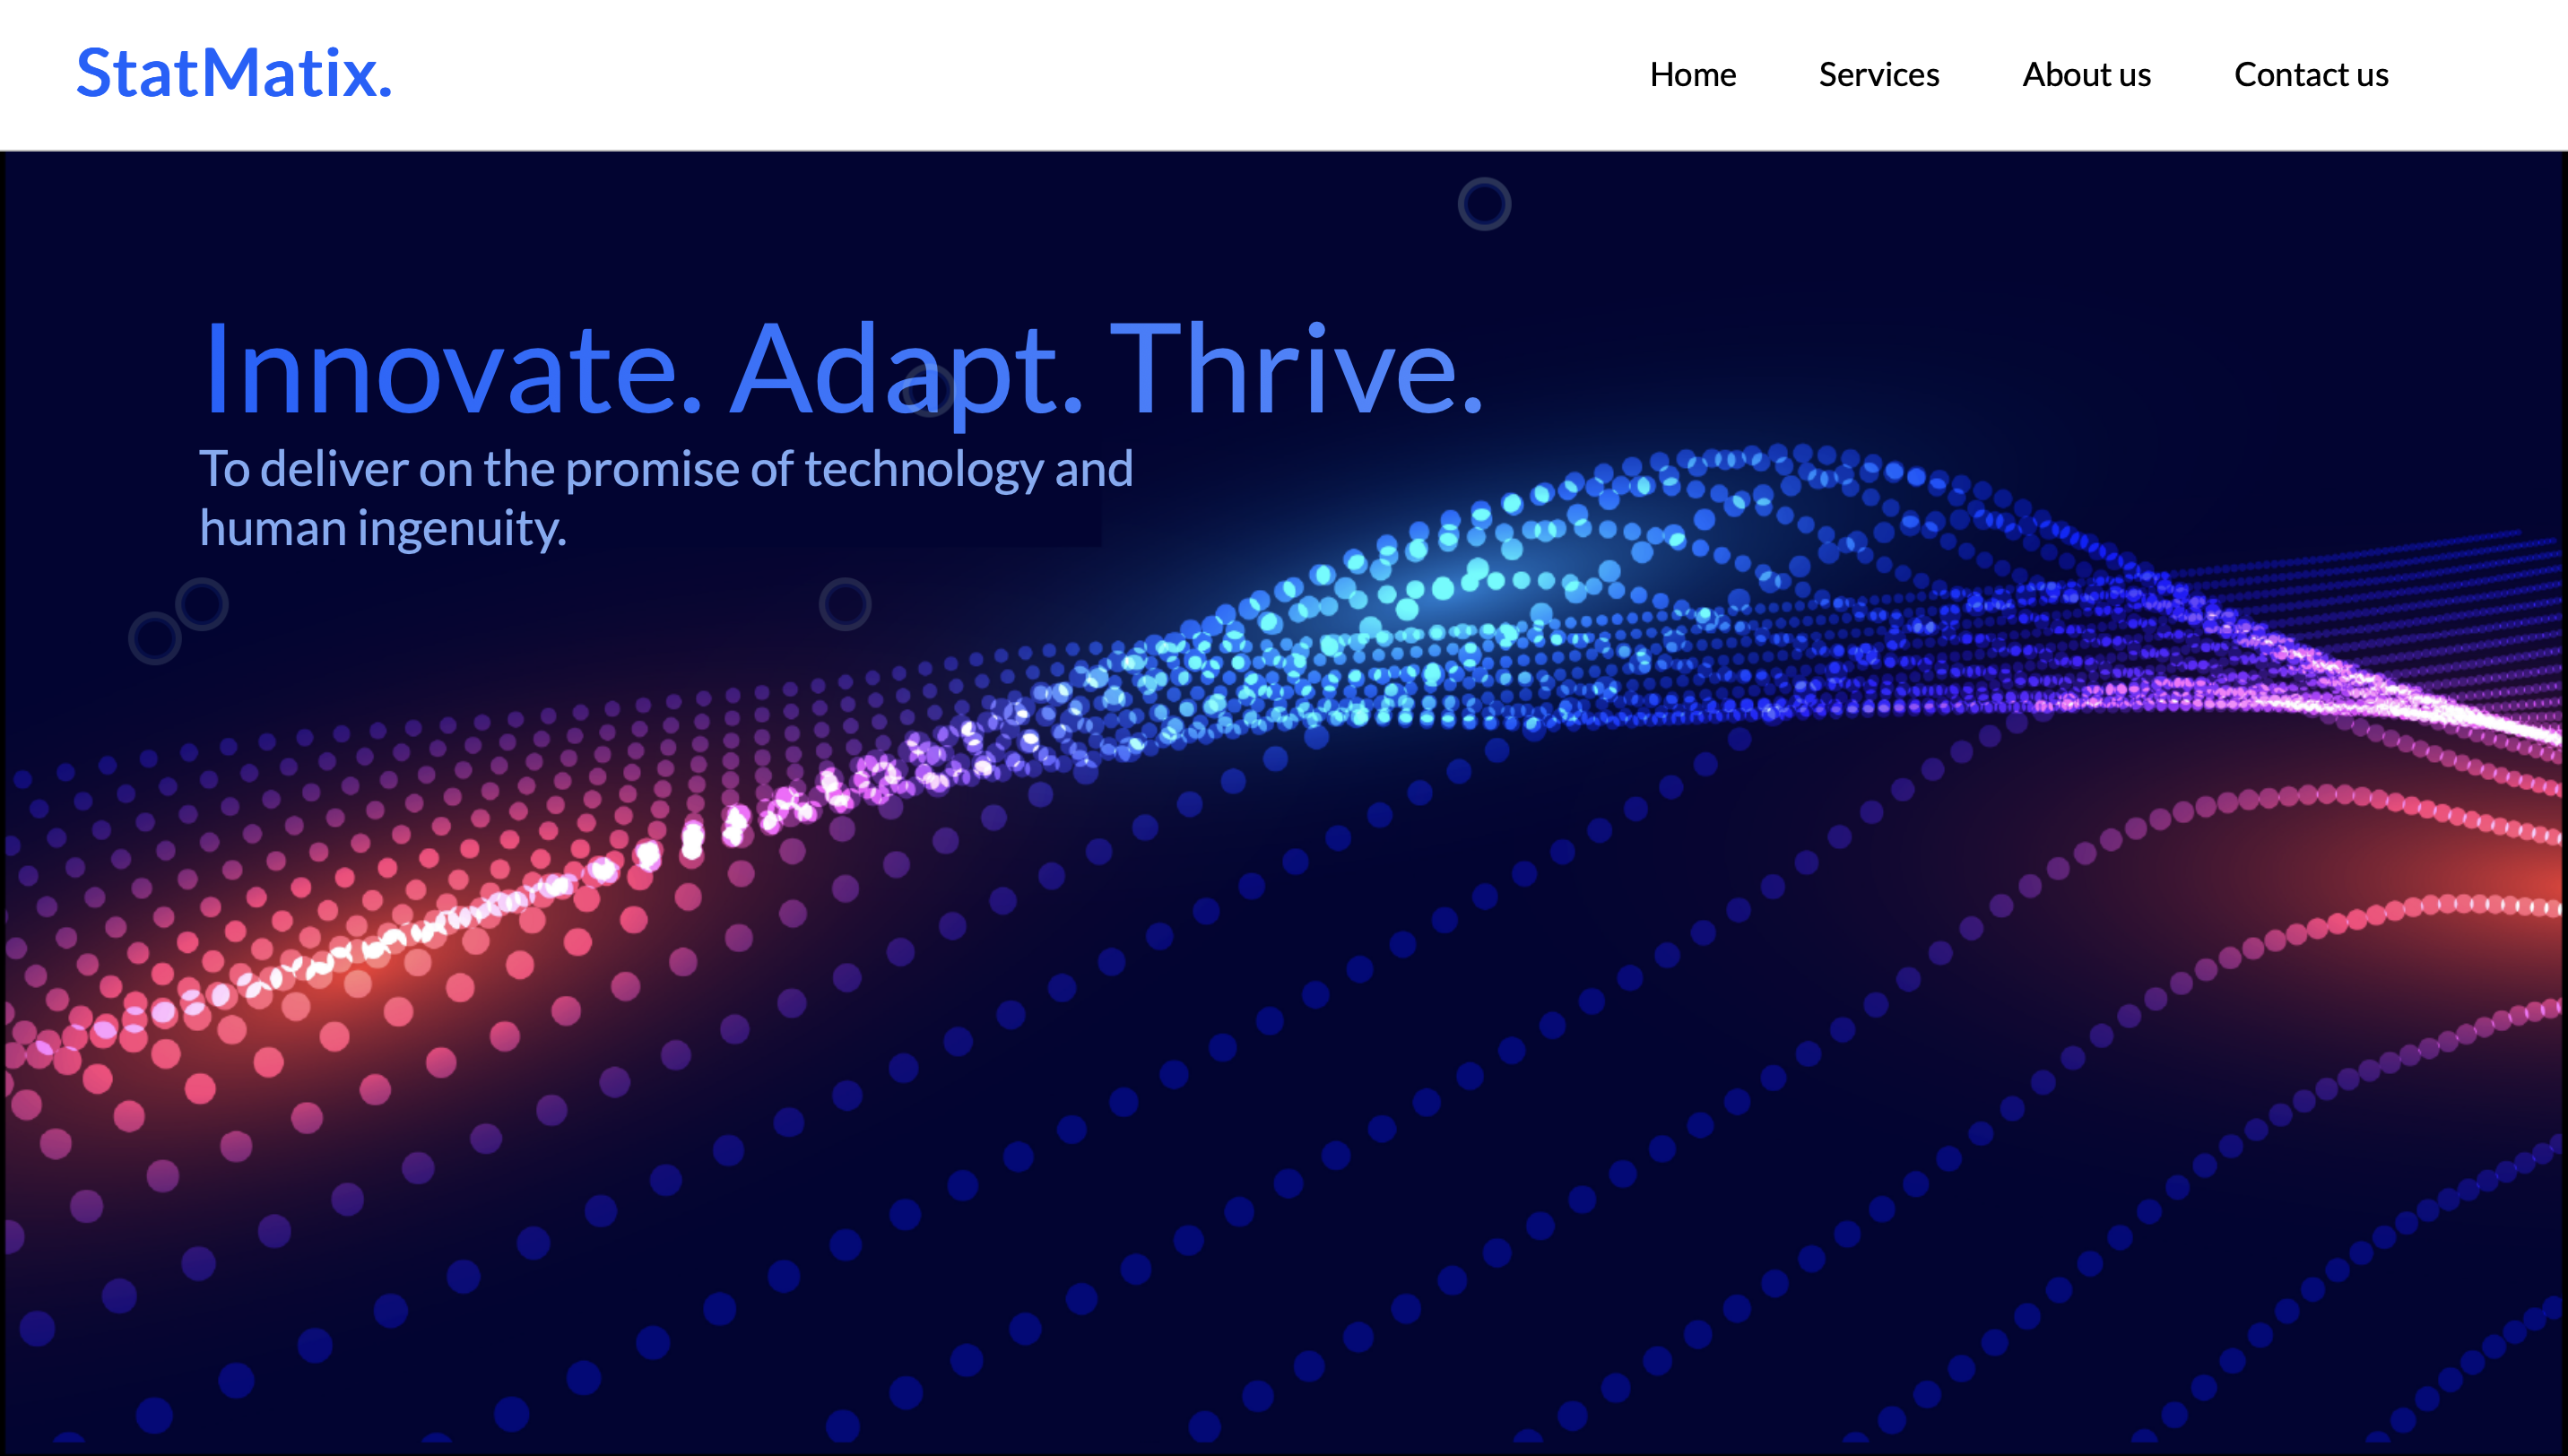 StatMatix.
Home Services About us Contact us
Innovate. Adapt. Thrive.
To deliver on the promise of technology and
human ingenuity.